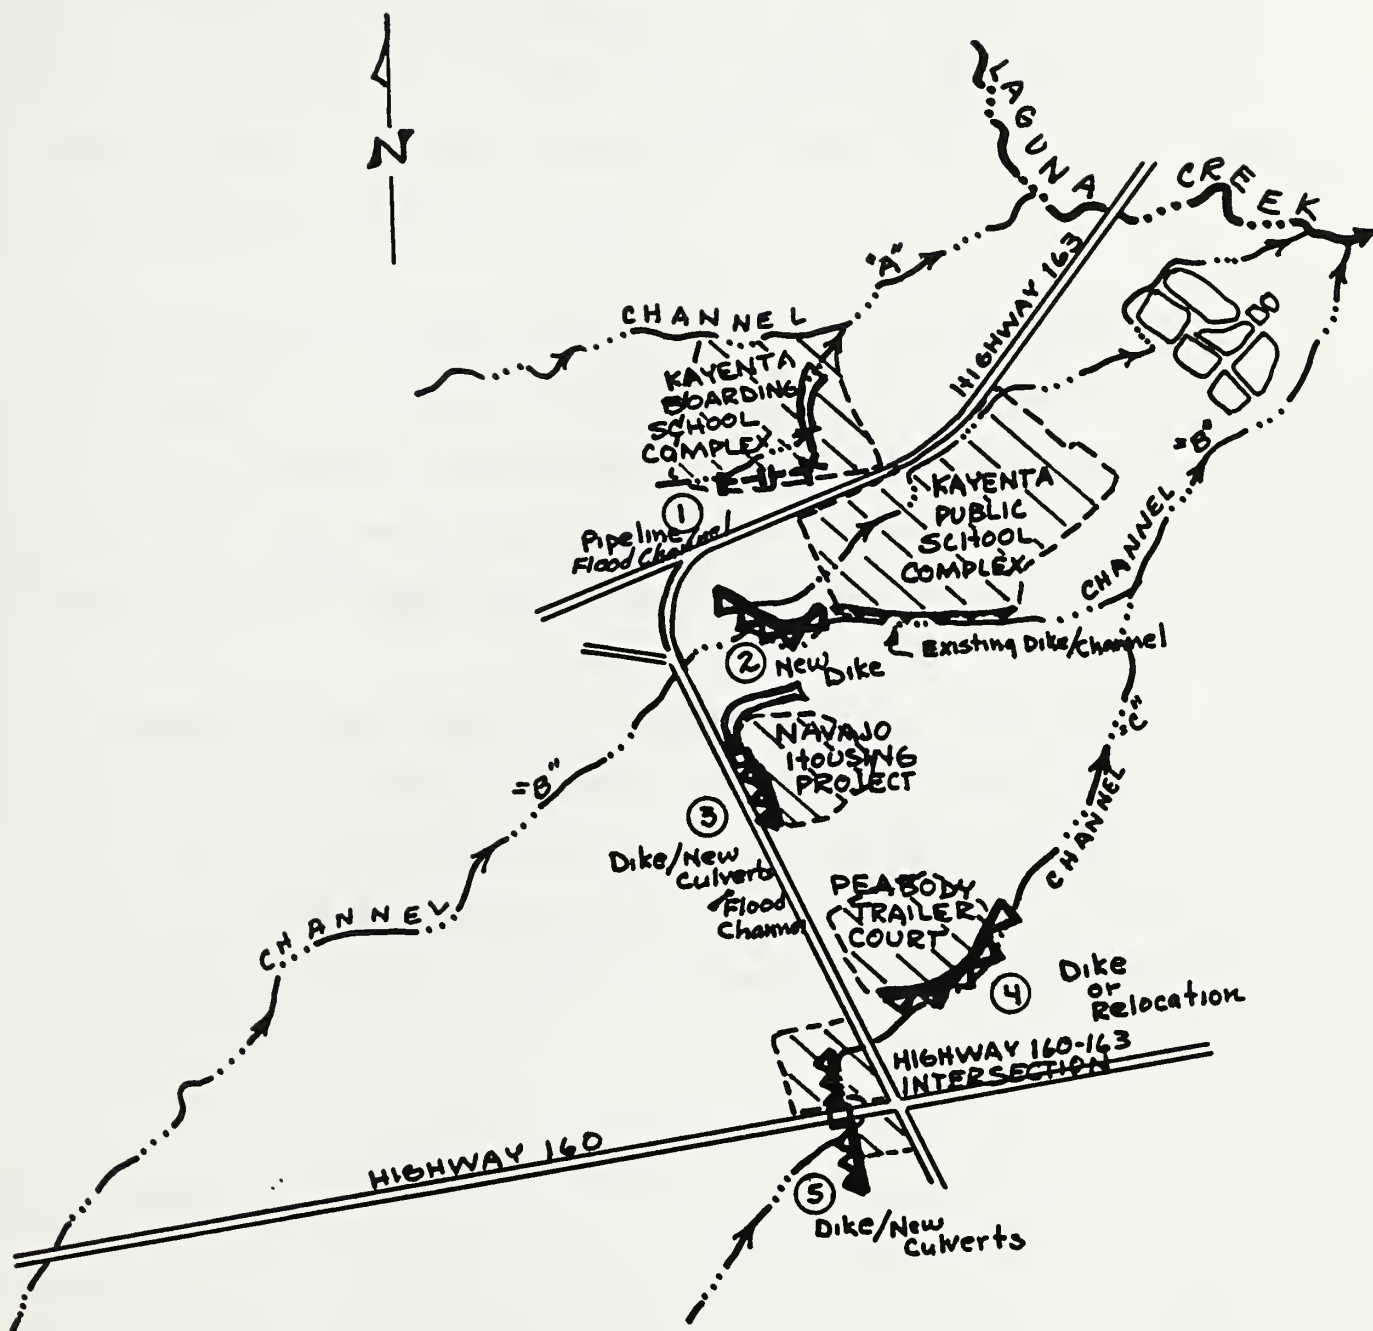 N
LAGUNA CREEK
HIGHWAY 163
"A"
CHANNEL
KAYENTA
BOARDING
SCHOOL
COMPLEX
1
Pipeline/
Flood Channel
KAYENTA
PUBLIC
SCHOOL
COMPLEX
"B"
CHANNEL
Existing Dike/Channel
2 New Dike
NAVAJO
HOUSING
PROJECT
"C"
CHANNEL
"B"
CHANNEL
3
Dike/New
Culverts
Flood
Channel
PEABODY
TRAILER
COURT
4
Dike
or
Relocation
HIGHWAY 160-163
INTERSECTION
HIGHWAY 160
5
Dike/New
Culverts